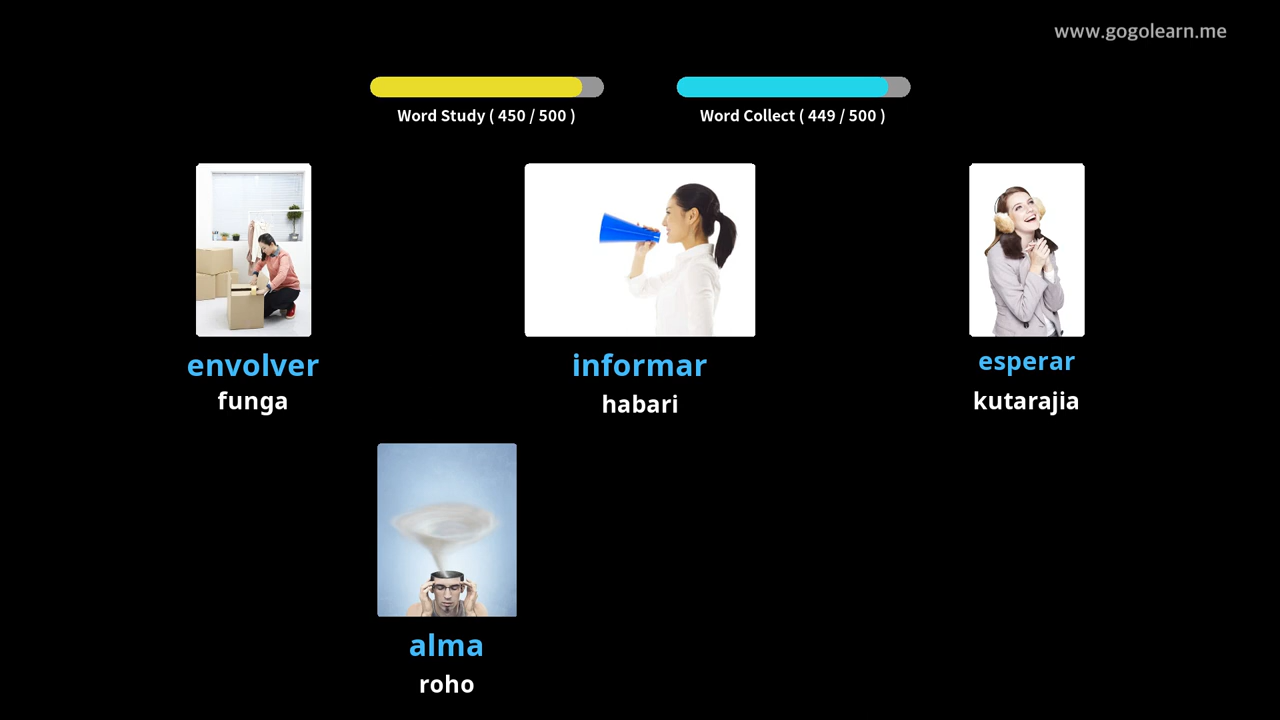 www.gogolearn.me
Word Study ( 450 / 500 )
Word Collect ( 449 / 500 )
envolver
funga
informar
habari
esperar
kutarajia
alma
roho